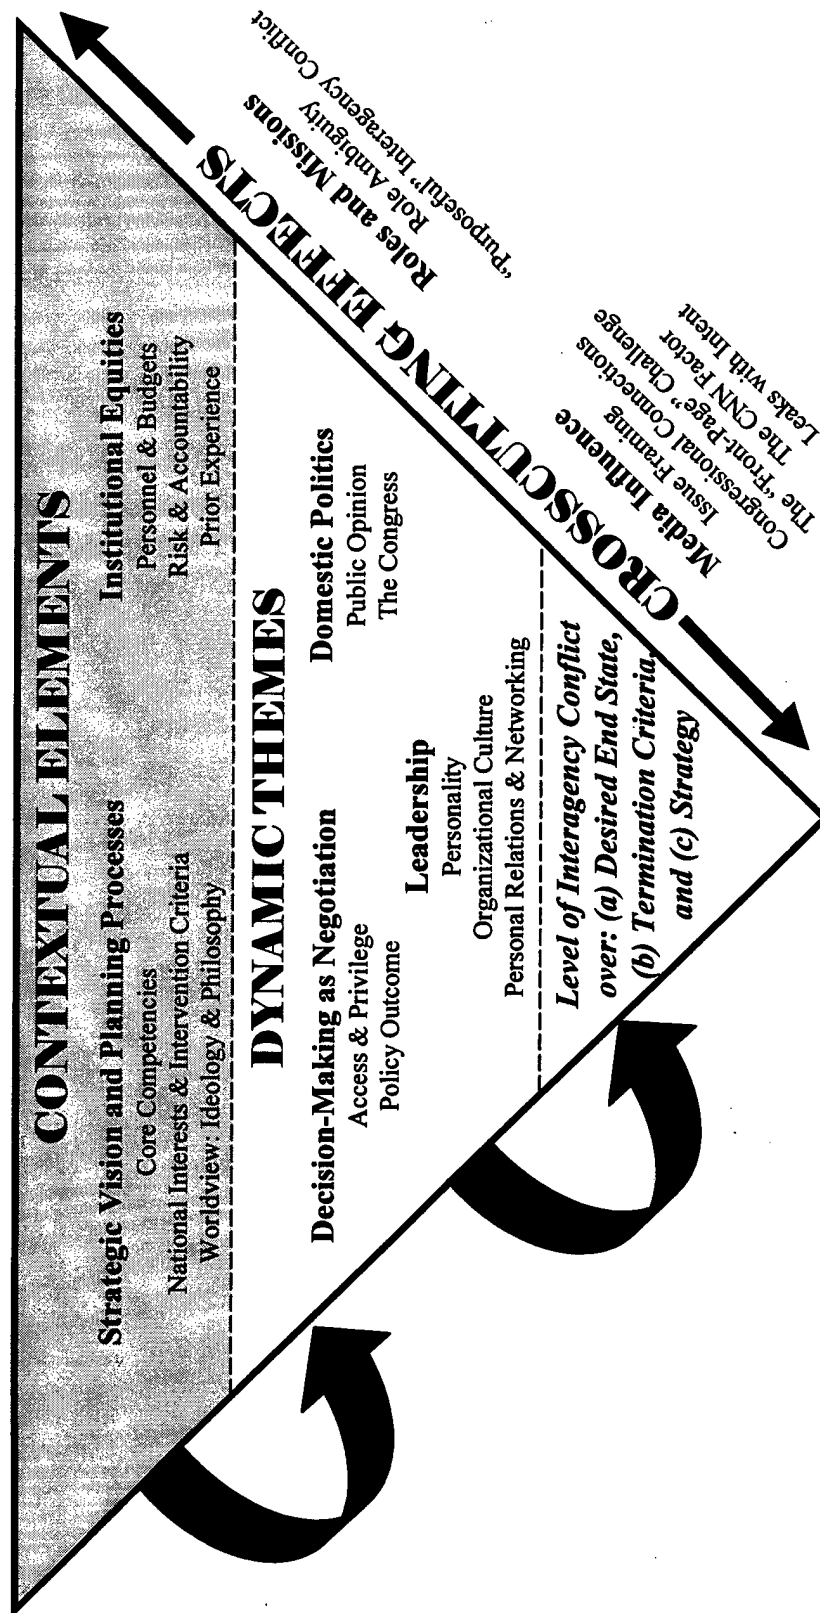 CONTEXTUAL ELEMENTS
Strategic Vision and Planning Processes
Core Competencies
National Interests & Intervention Criteria
Worldview: Ideology & Philosophy
Institutional Equities
Personnel & Budgets
Risk & Accountability
Prior Experience
DYNAMIC THEMES
Decision-Making as Negotiation
Access & Privilege
Policy Outcome
Domestic Politics
Public Opinion
The Congress
Leadership
Personality
Organizational Culture
Personal Relations & Networking
Level of Interagency Conflict
over: (a) Desired End State,
(b) Termination Criteria,
and (c) Strategy
CROSSCUTTING EFFECTS
Media Influence
Issue Framing
Congressional Connections
The "Front-Page" Challenge
The CNN Factor
Leaks with Intent
Roles and Missions
Role Ambiguity
"Purposeful" Interagency Conflict